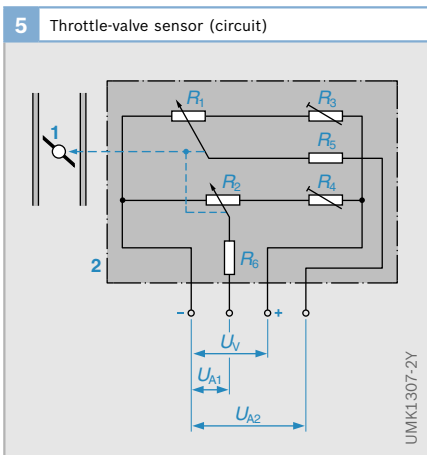 5 Throttle-valve sensor (circuit)
R1 R3
1 R5
R2 R4
2 R6
– +
UV
UA1
UA2
UMK1307-2Y